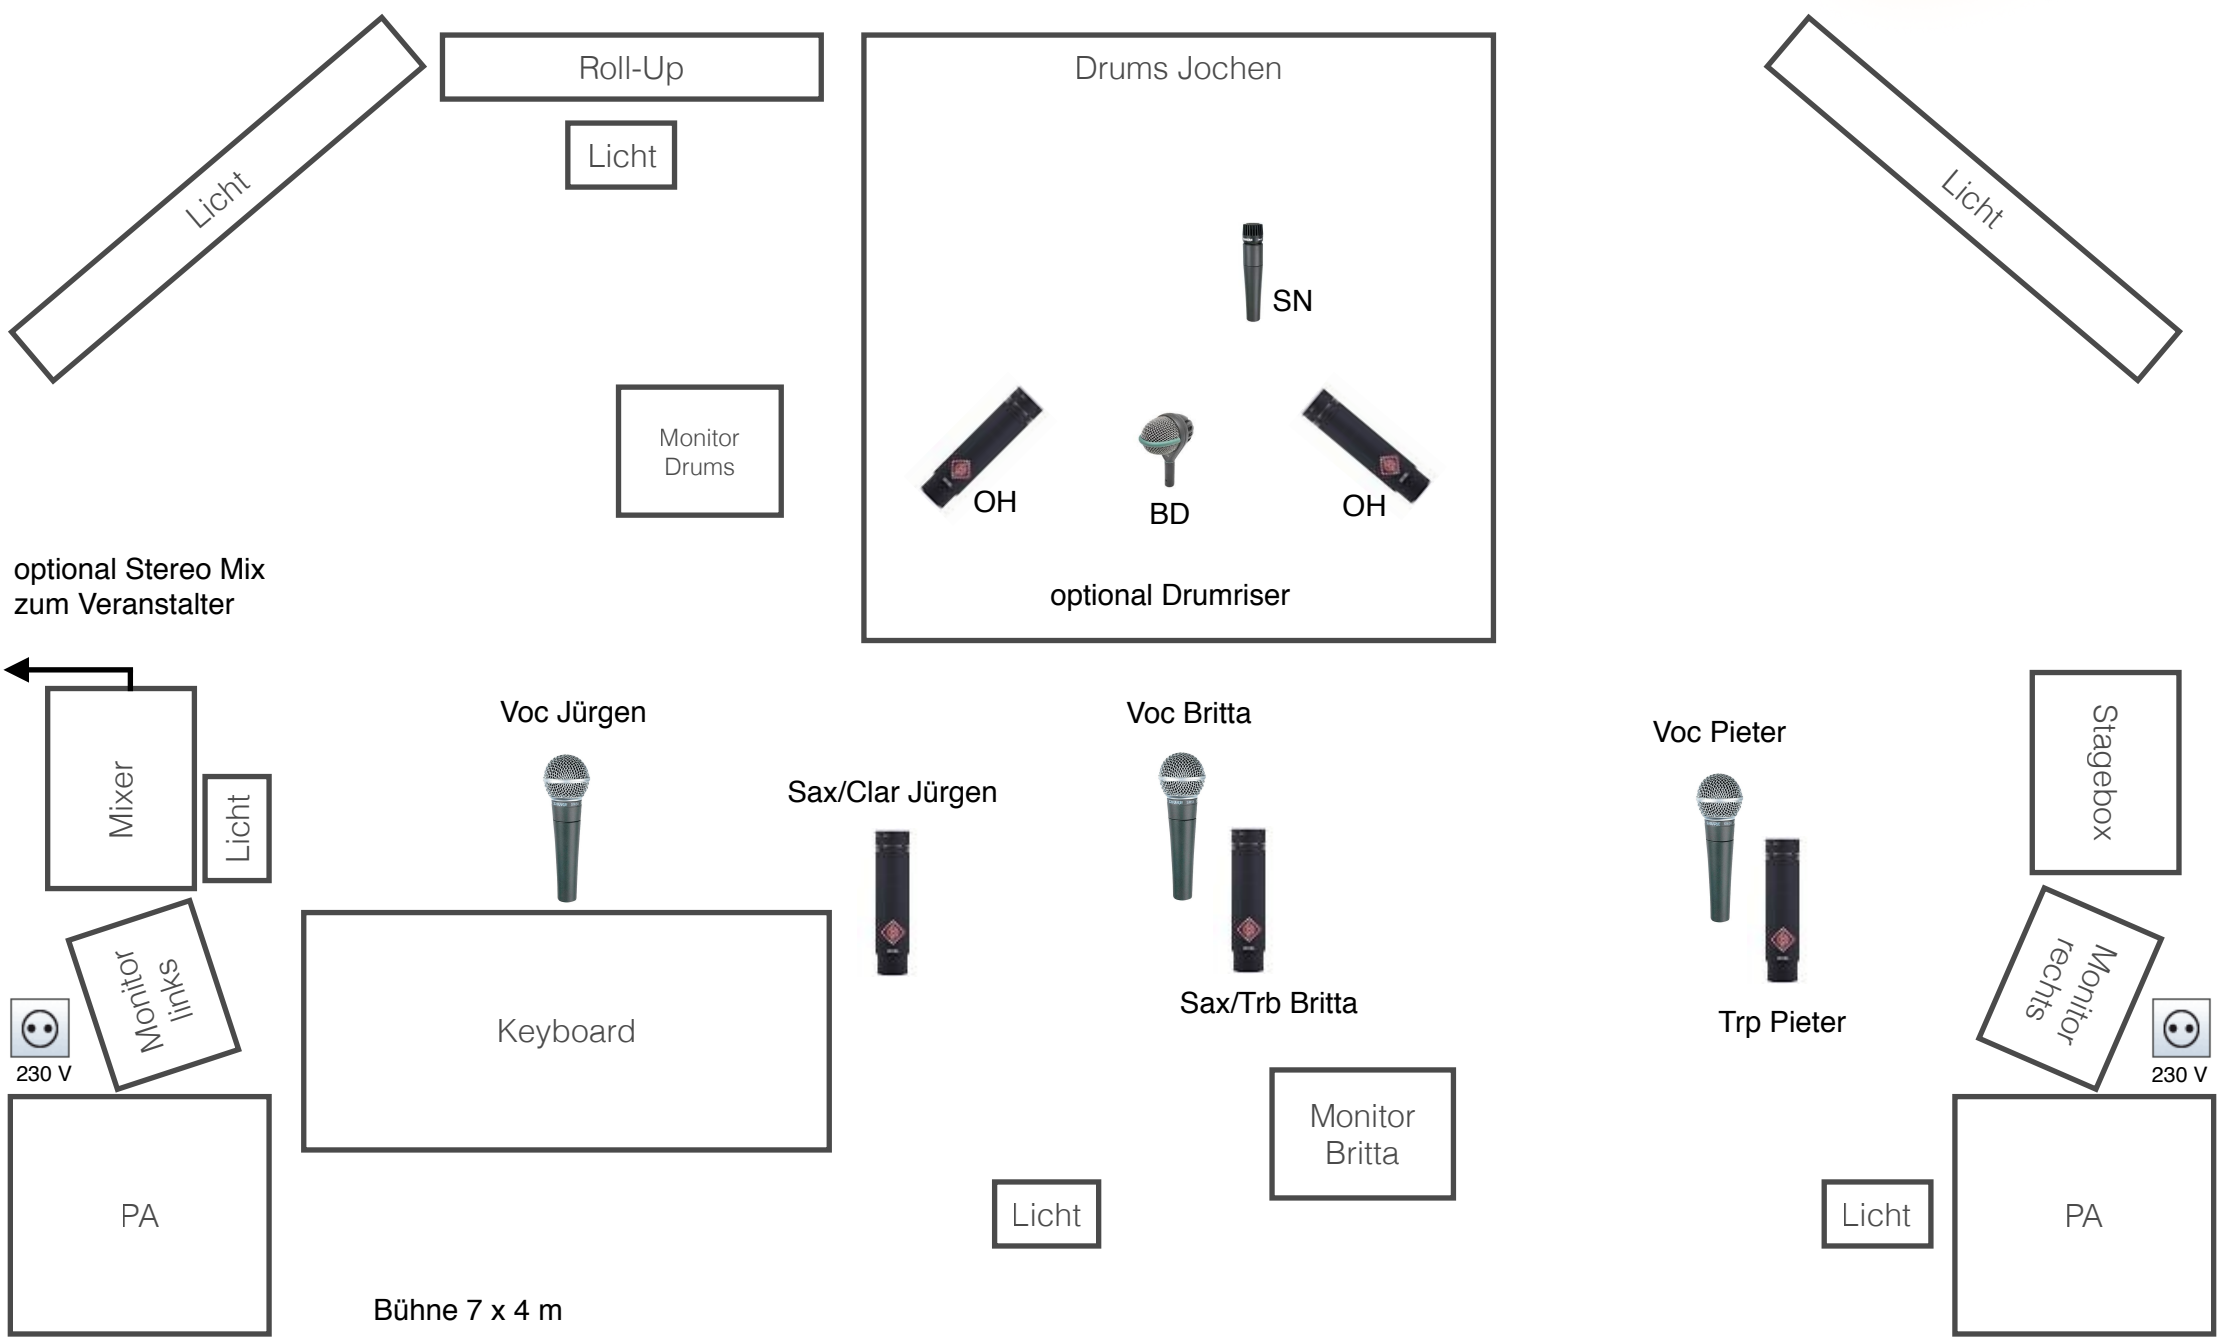 Roll-Up
Drums Jochen
Licht
Licht
Licht
SN
Monitor
Drums
OH
BD
OH
optional Stereo Mix
zum Veranstalter
optional Drumriser
Voc Jürgen
Voc Britta
Voc Pieter
Mixer
Licht
Sax/Clar Jürgen
Stagebox
Monitor
links
Keyboard
Sax/Trb Britta
Trp Pieter
Monitor
rechts
230 V
230 V
Monitor
Britta
PA
Licht
Licht
PA
Bühne 7 x 4 m